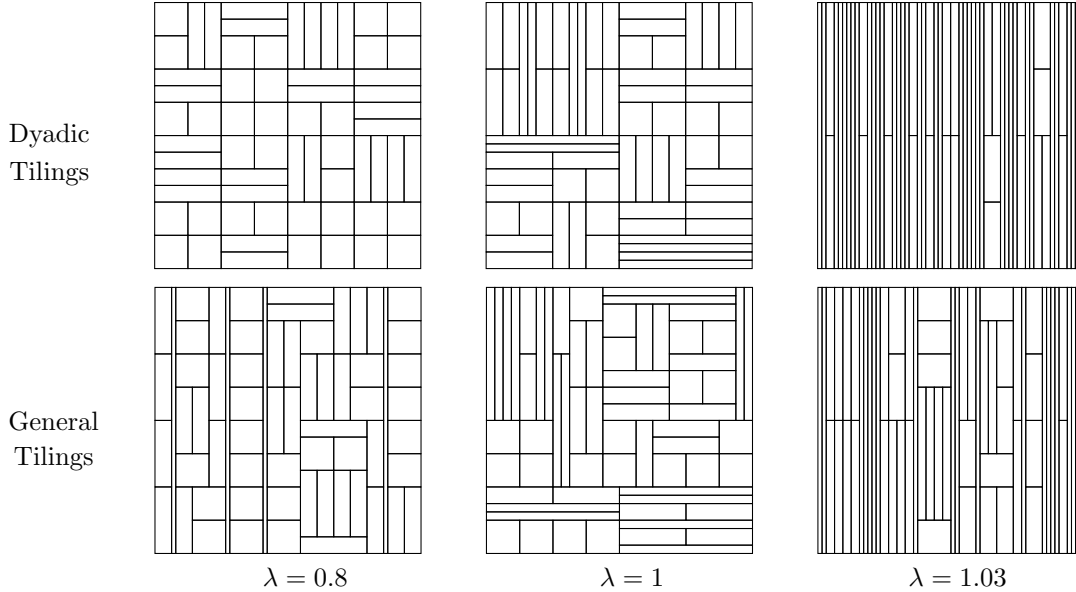 Dyadic
Tilings
General
Tilings
λ = 0.8
λ = 1
λ = 1.03